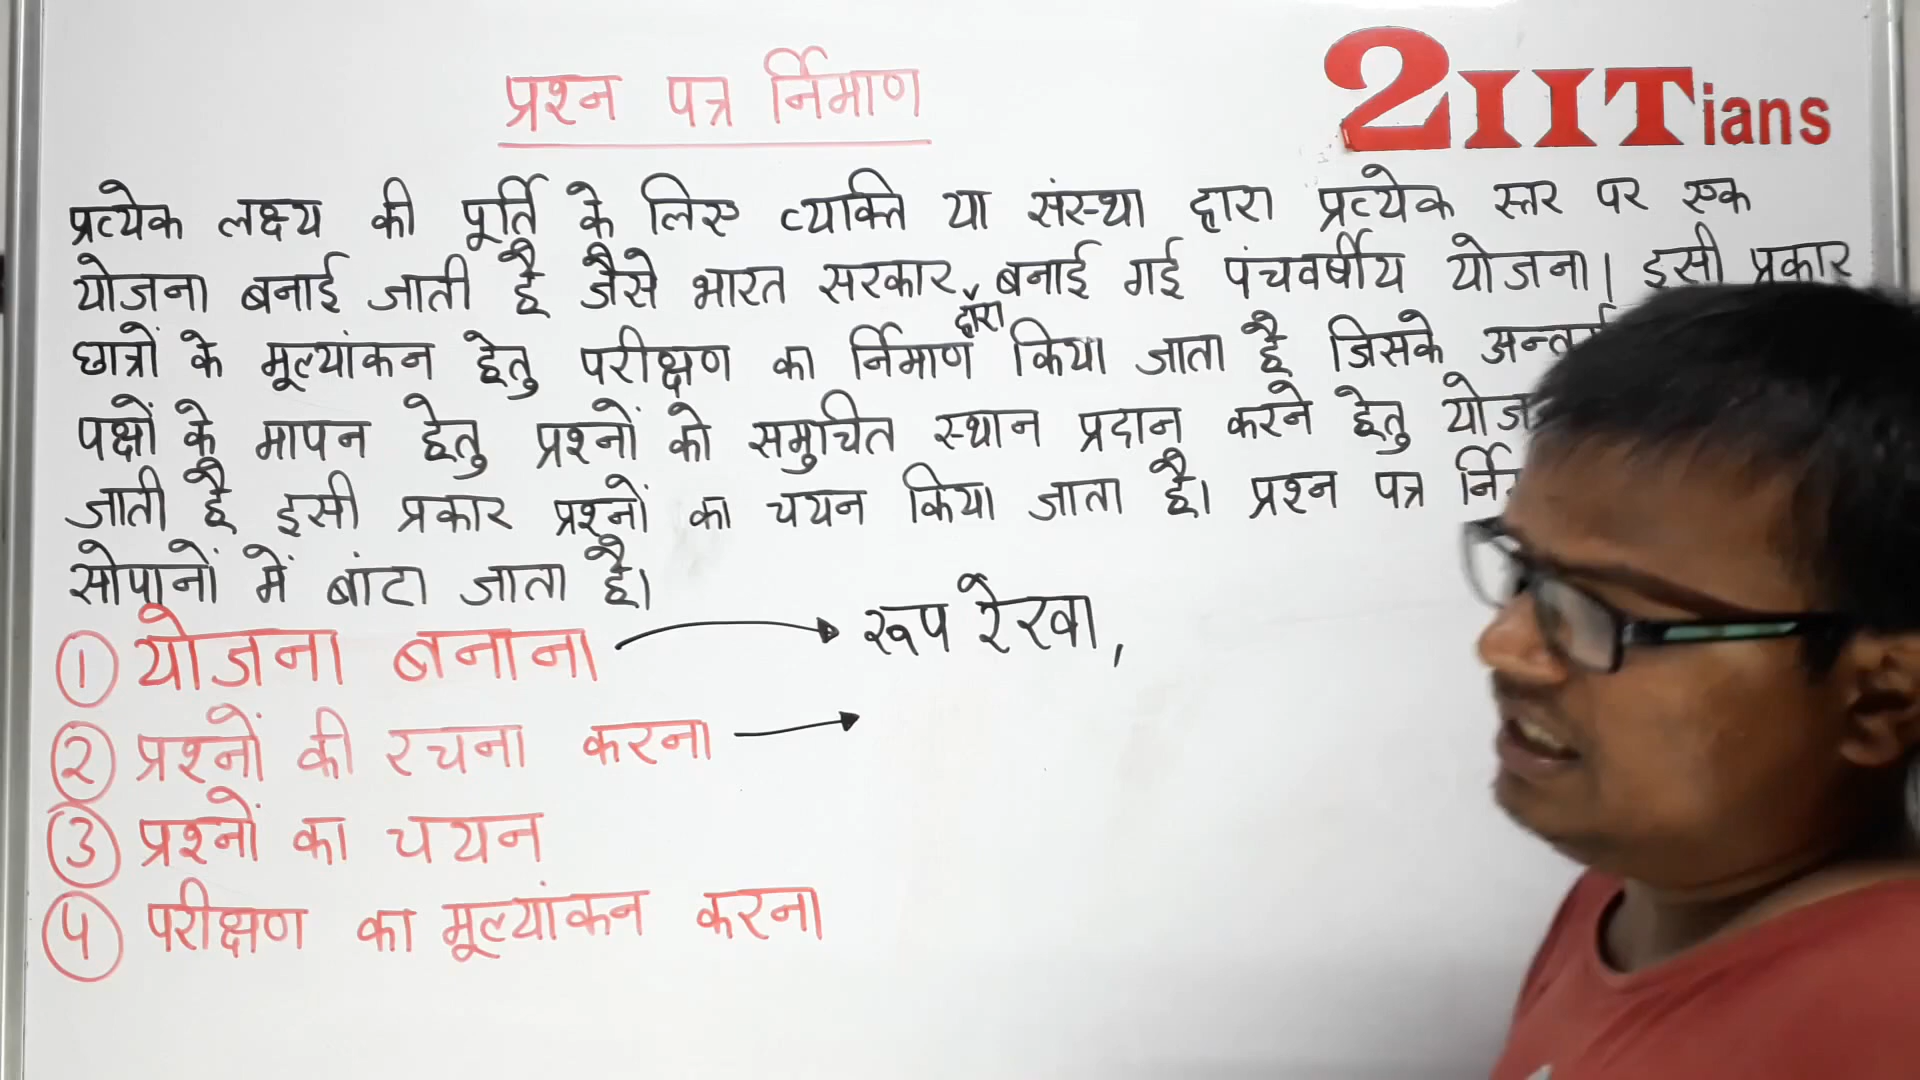 प्रश्न पत्र र्निमाण
2IITians
प्रत्येक लक्ष्य की पूर्ति के लिए व्यक्ति या संस्था द्वारा प्रत्येक स्तर पर एक
योजना बनाई जाती है जैसे भारत सरकार द्वारा बनाई गई पंचवर्षीय योजना। इसी प्रकार
छात्रों के मूल्यांकन हेतु परीक्षण का र्निमाण किया जाता है जिसके
पक्षों के मापन हेतु प्रश्नों को समुचित स्थान प्रदान करने हेतु
जाती है इसी प्रकार प्रश्नों का चयन किया जाता है। प्रश्न पत्र
सोपानों में बांटा जाता है।
① योजना बनाना → रूप रेखा,
② प्रश्नों की रचना करना →
③ प्रश्नों का चयन
④ परीक्षण का मूल्यांकन करना